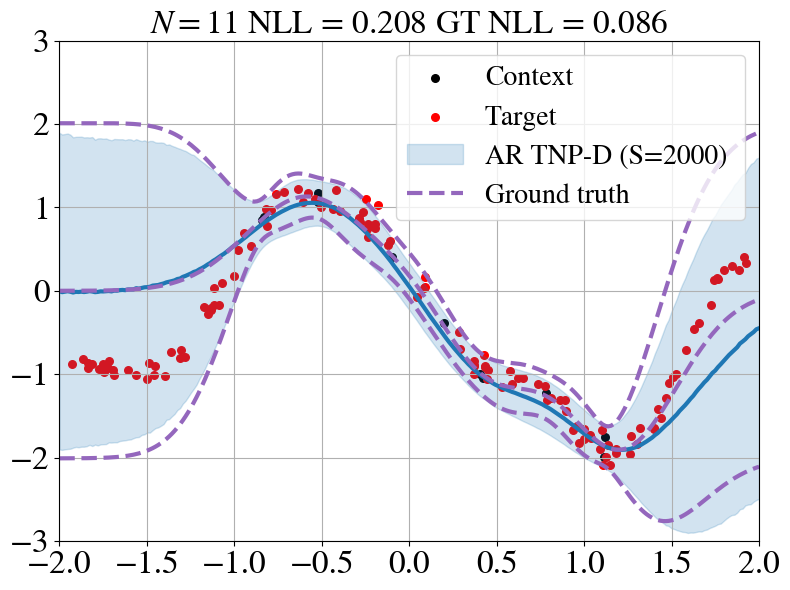 N = 11 NLL = 0.208 GT NLL = 0.086
3
2
1
0
−1
−2
−3
Context
Target
AR TNP-D (S=2000)
Ground truth
−2.0 −1.5 −1.0 −0.5 0.0 0.5 1.0 1.5 2.0